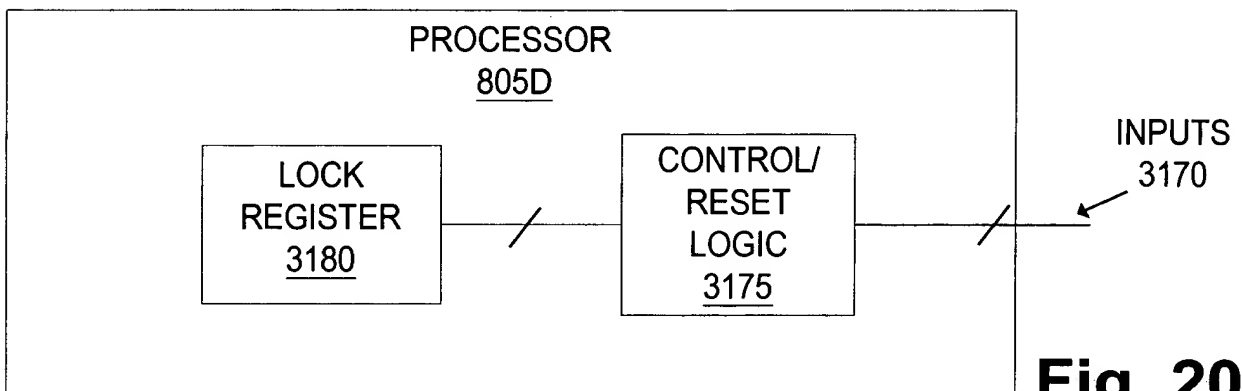 PROCESSOR
805D
LOCK
REGISTER
3180
CONTROL/
RESET
LOGIC
3175
INPUTS
3170
Fig. 20